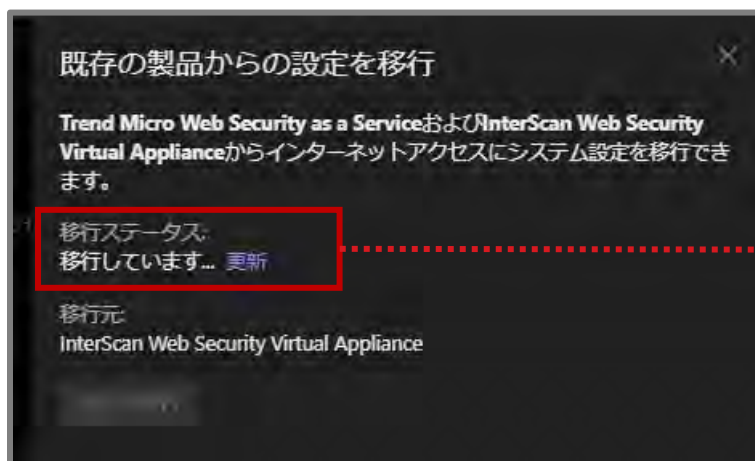 既存の製品からの設定を移行
Trend Micro Web Security as a ServiceおよびInterScan Web Security
Virtual Applianceからインターネットアクセスにシステム設定を移行でき
ます。
移行ステータス:
移行しています... 更新
移行元:
InterScan Web Security Virtual Appliance